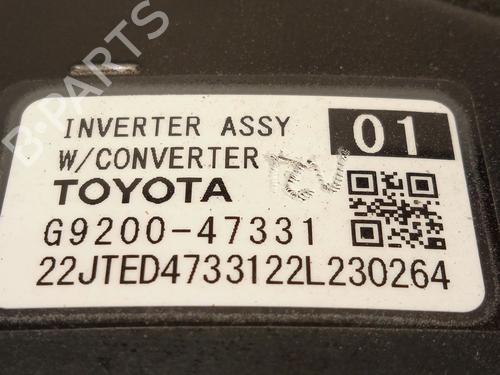 B-PARTS
INVERTER ASSY 01
W/CONVERTER
TOYOTA
G9200-47331
22JTED4733122L230264